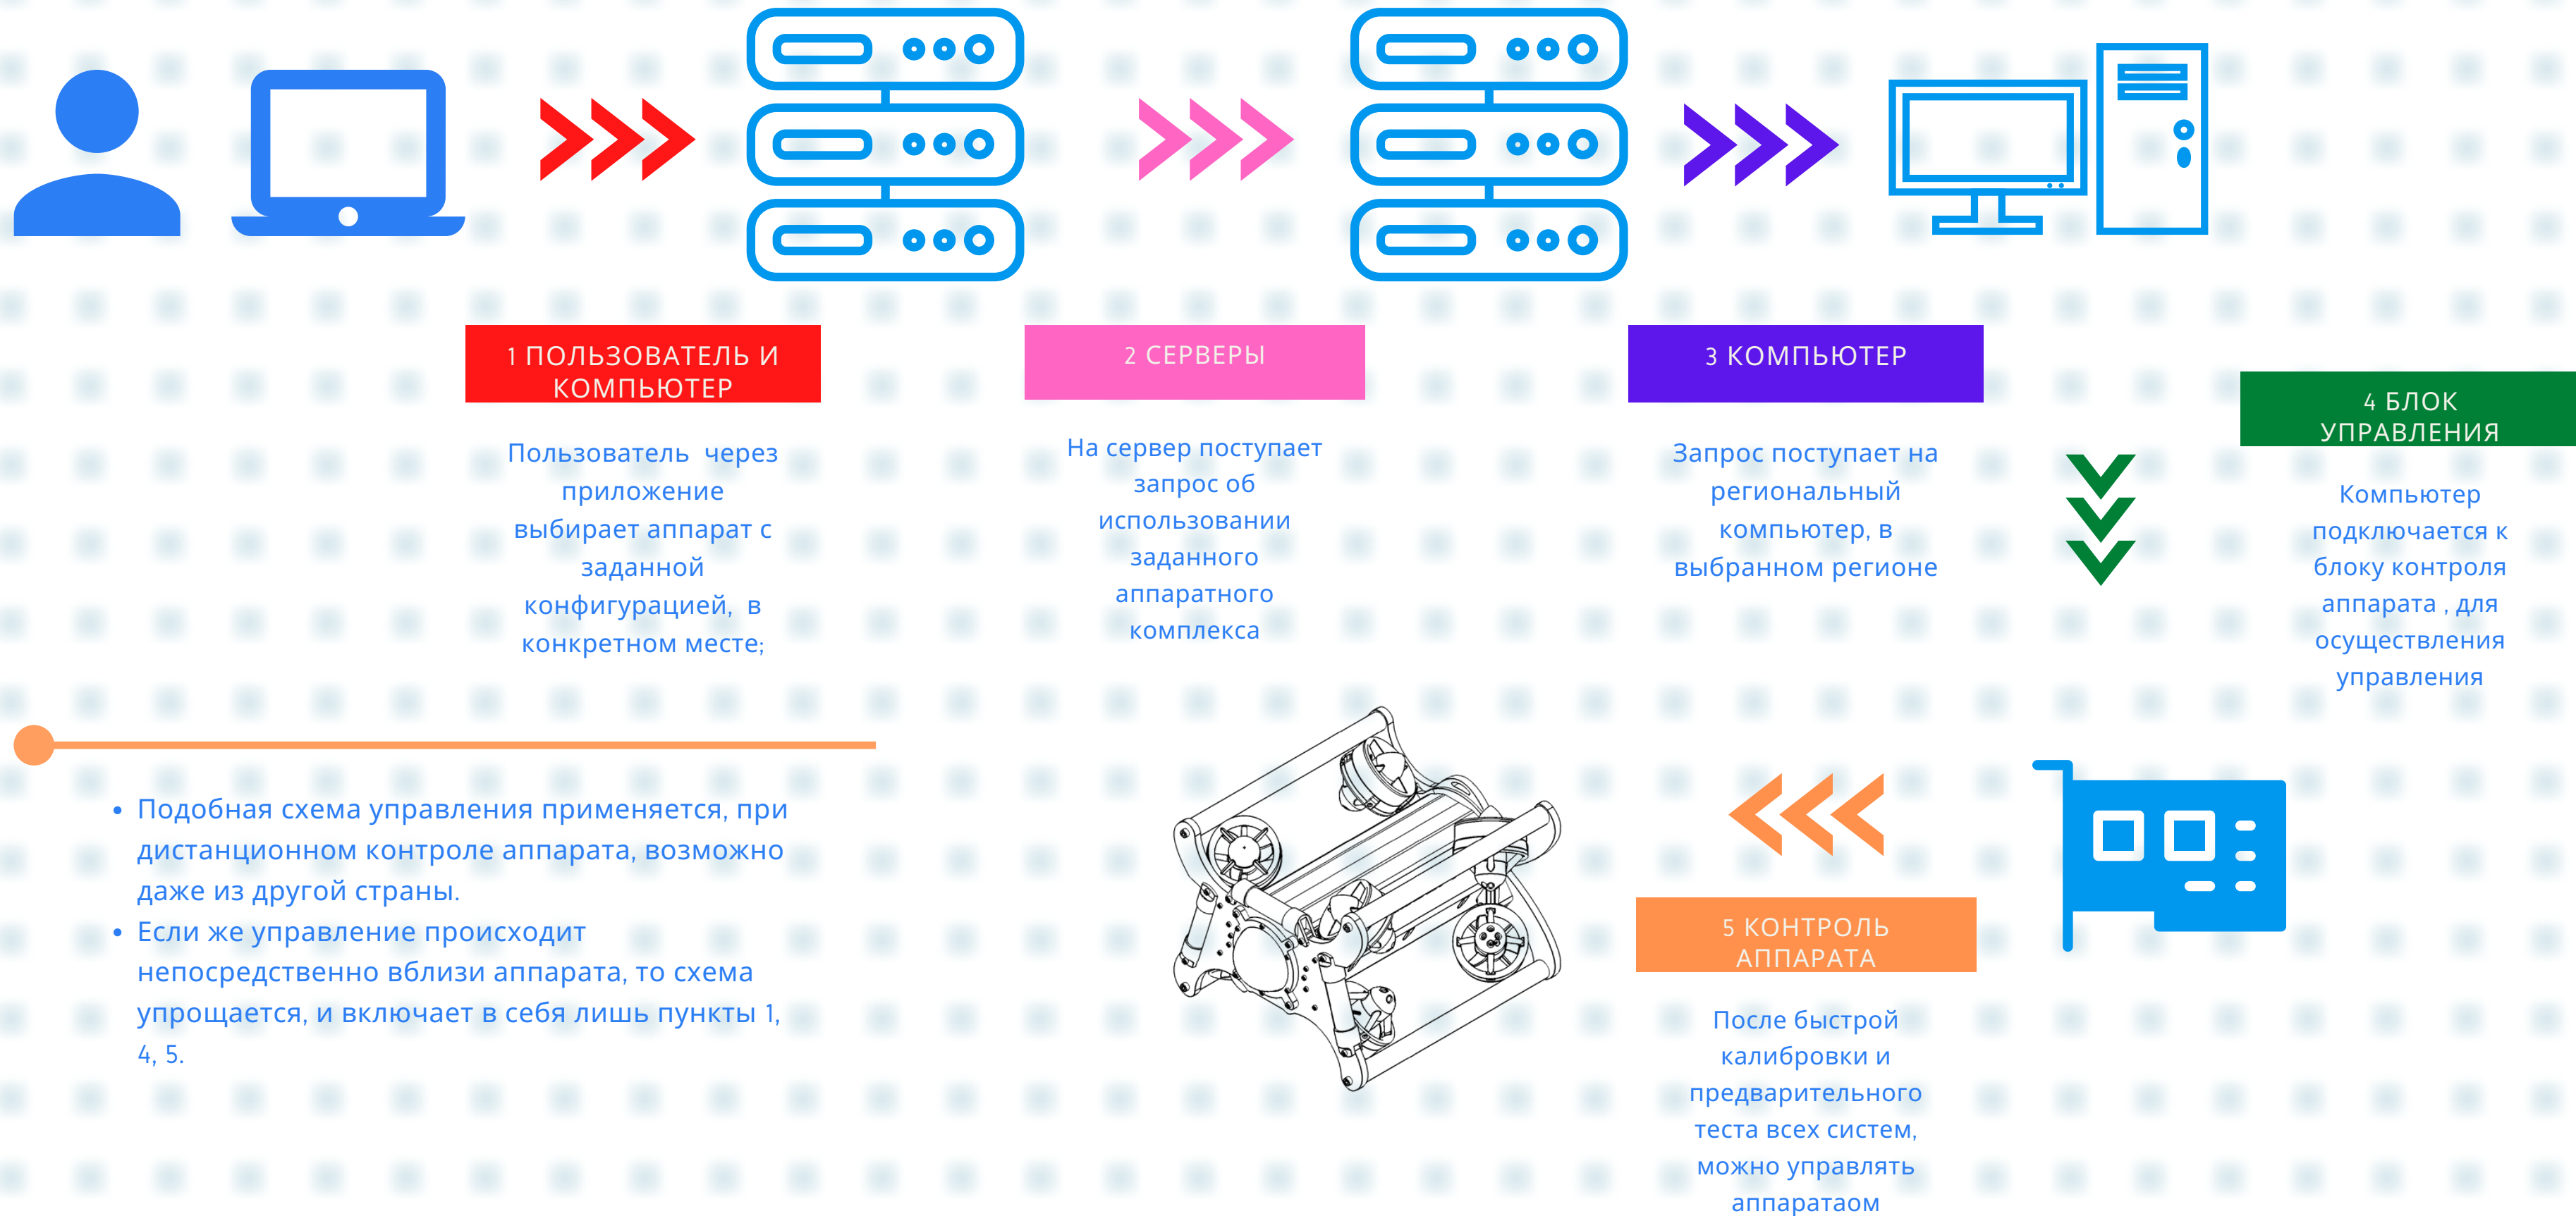 1 ПОЛЬЗОВАТЕЛЬ И
КОМПЬЮТЕР
Пользователь через
приложение
выбирает аппарат с
заданной
конфигурацией, в
конкретном месте;
2 СЕРВЕРЫ
На сервер поступает
запрос об
использовании
заданного
аппаратного
комплекса
3 КОМПЬЮТЕР
Запрос поступает на
региональный
компьютер, в
выбранном регионе
4 БЛОК
УПРАВЛЕНИЯ
Компьютер
подключается к
блоку контроля
аппарата , для
осуществления
управления
5 КОНТРОЛЬ
АППАРАТА
После быстрой
калибровки и
предварительного
теста всех систем,
можно управлять
аппаратаом
• Подобная схема управления применяется, при
дистанционном контроле аппарата, возможно
даже из другой страны.
• Если же управление происходит
непосредственно вблизи аппарата, то схема
упрощается, и включает в себя лишь пункты 1,
4, 5.